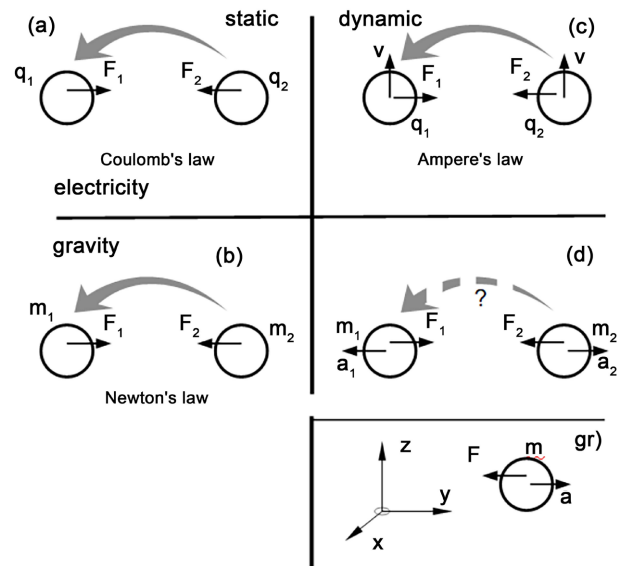 (a) static
q1 F1 F2 q2
Coulomb's law
electricity
dynamic (c)
v v
F1 F2
q1 q2
Ampere's law
gravity (b)
m1 F1 F2 m2
Newton's law
(d)
?
m1 F1 F2 m2
a1 a2
gr)
z F m
y a
x